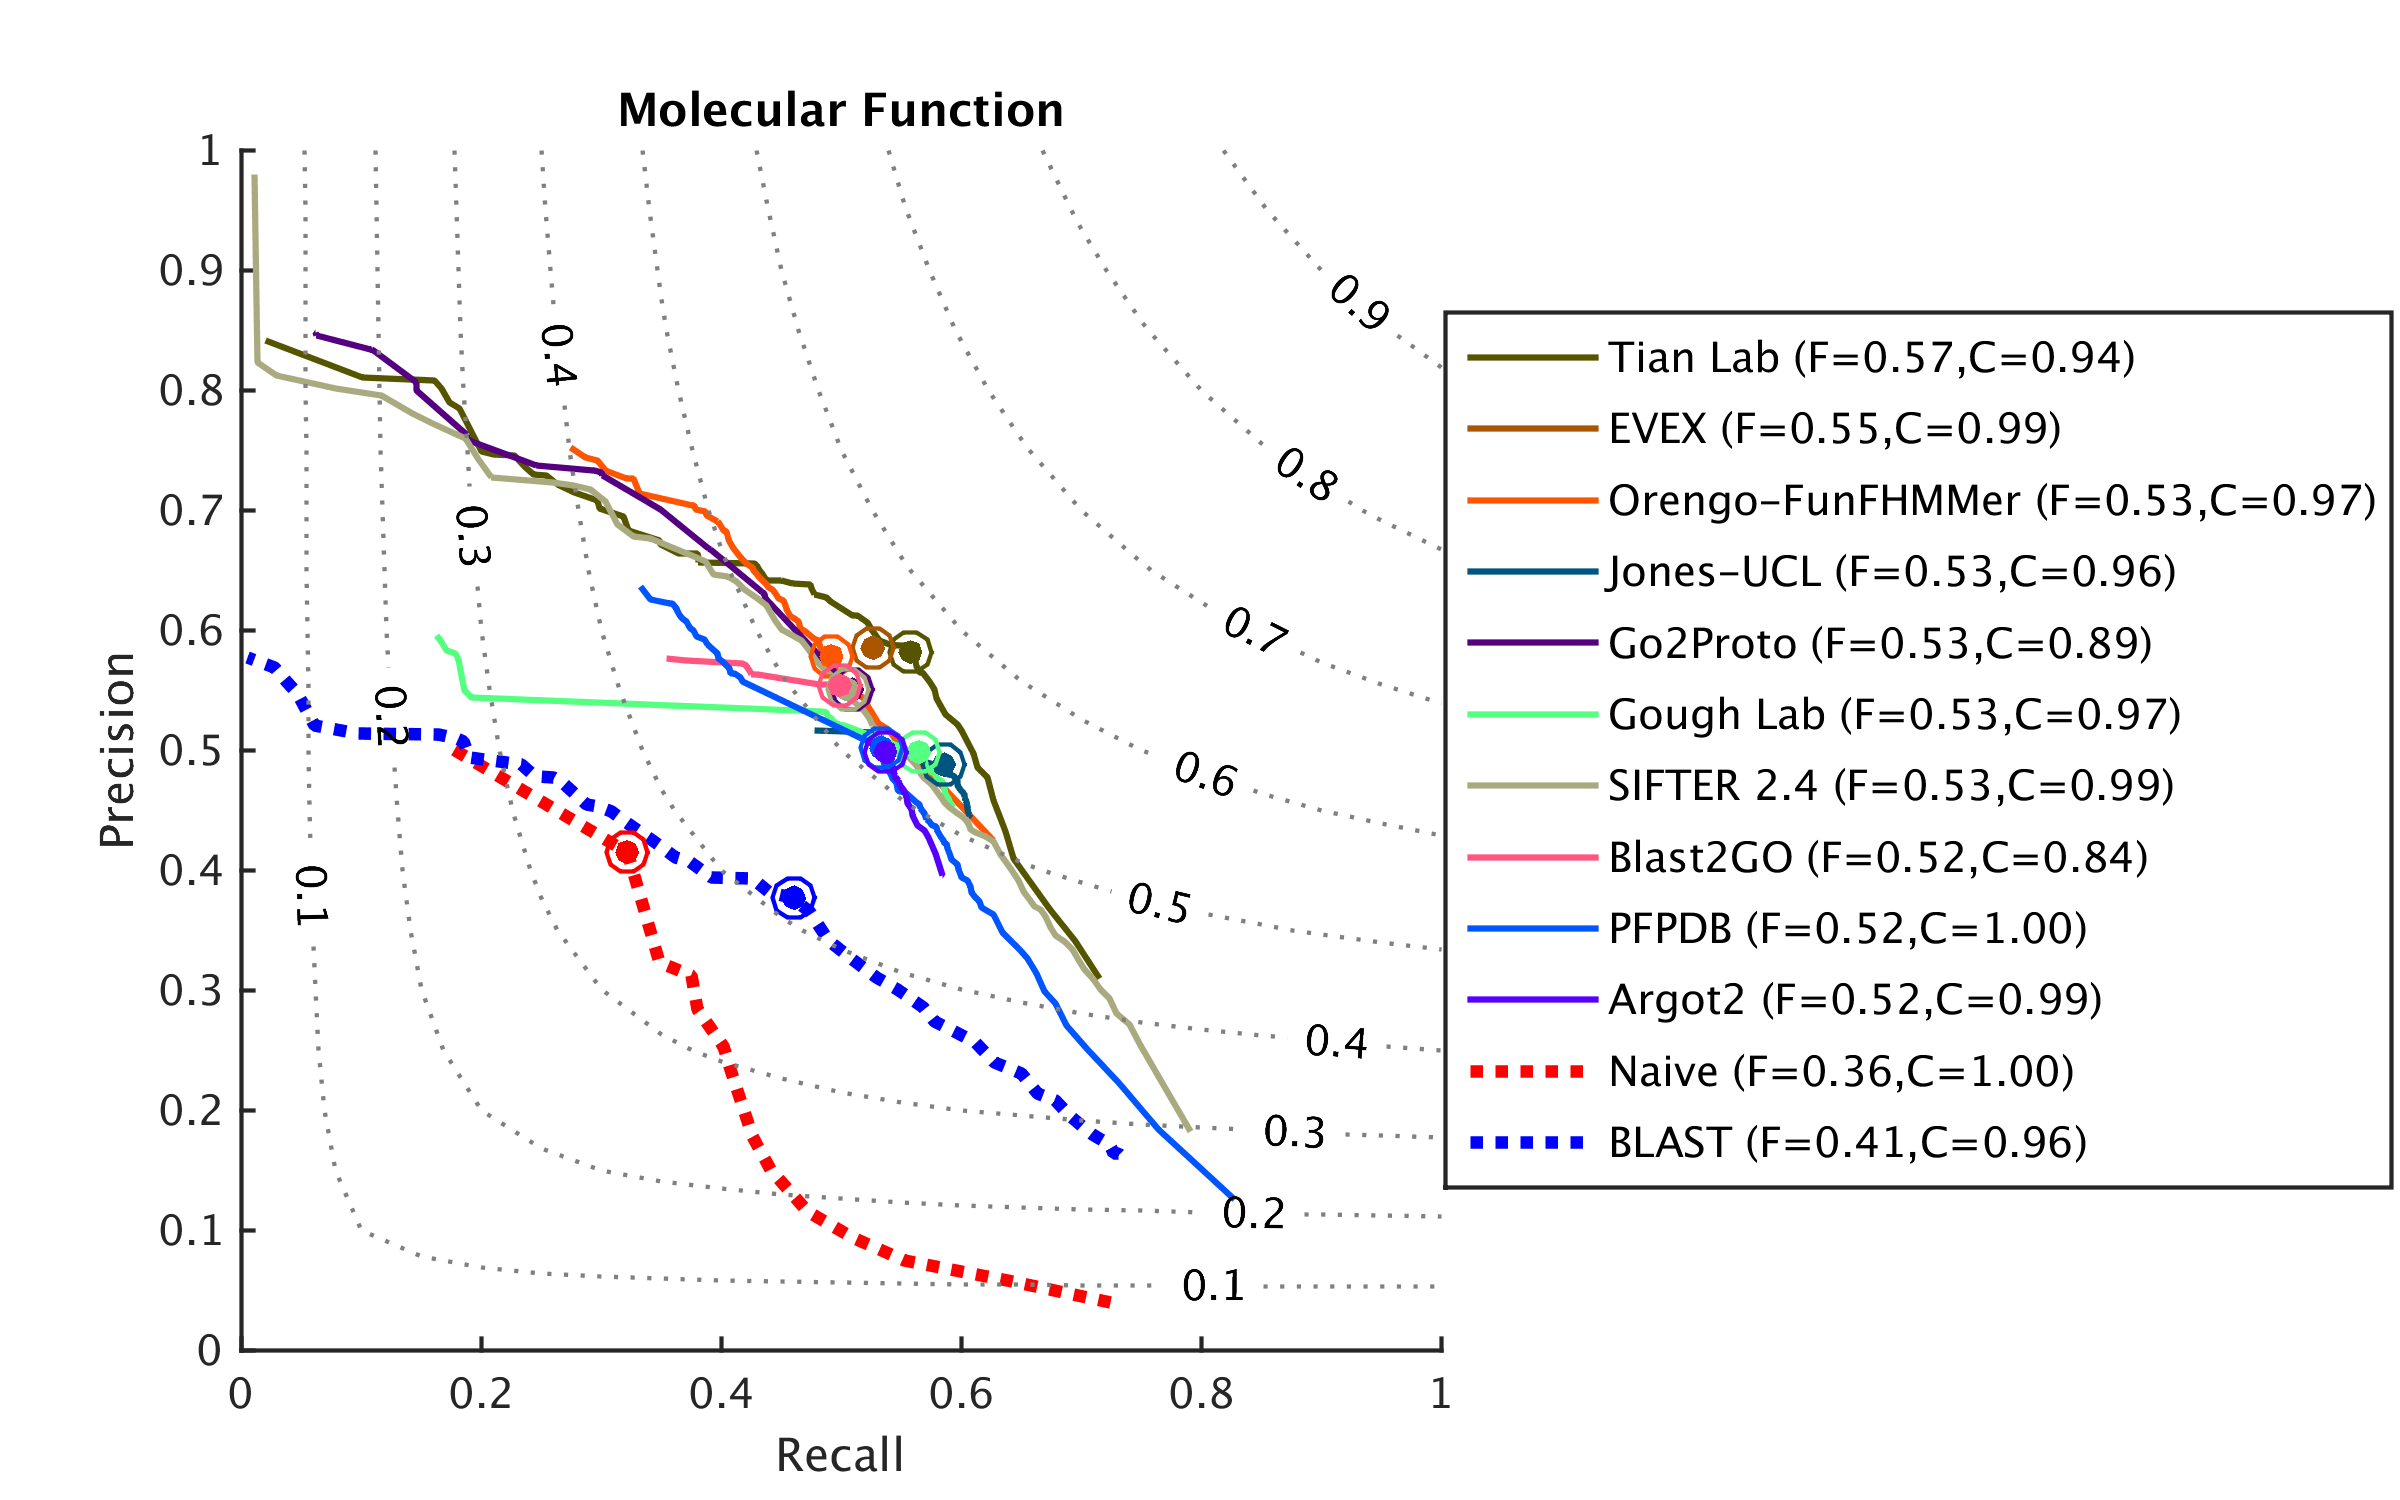 Molecular Function
1
0.9
0.8
0.7
0.6
0.5
0.4
0.3
0.2
0.1
0
Precision
0
0.2
0.4
0.6
0.8
1
Recall
0.1
0.2
0.3
0.4
0.9
0.8
0.7
0.6
0.5
0.4
0.3
0.2
0.1
Tian Lab (F=0.57,C=0.94)
EVEX (F=0.55,C=0.99)
Orengo-FunFHMMer (F=0.53,C=0.97)
Jones-UCL (F=0.53,C=0.96)
Go2Proto (F=0.53,C=0.89)
Gough Lab (F=0.53,C=0.97)
SIFTER 2.4 (F=0.53,C=0.99)
Blast2GO (F=0.52,C=0.84)
PFPDB (F=0.52,C=1.00)
Argot2 (F=0.52,C=0.99)
Naive (F=0.36,C=1.00)
BLAST (F=0.41,C=0.96)